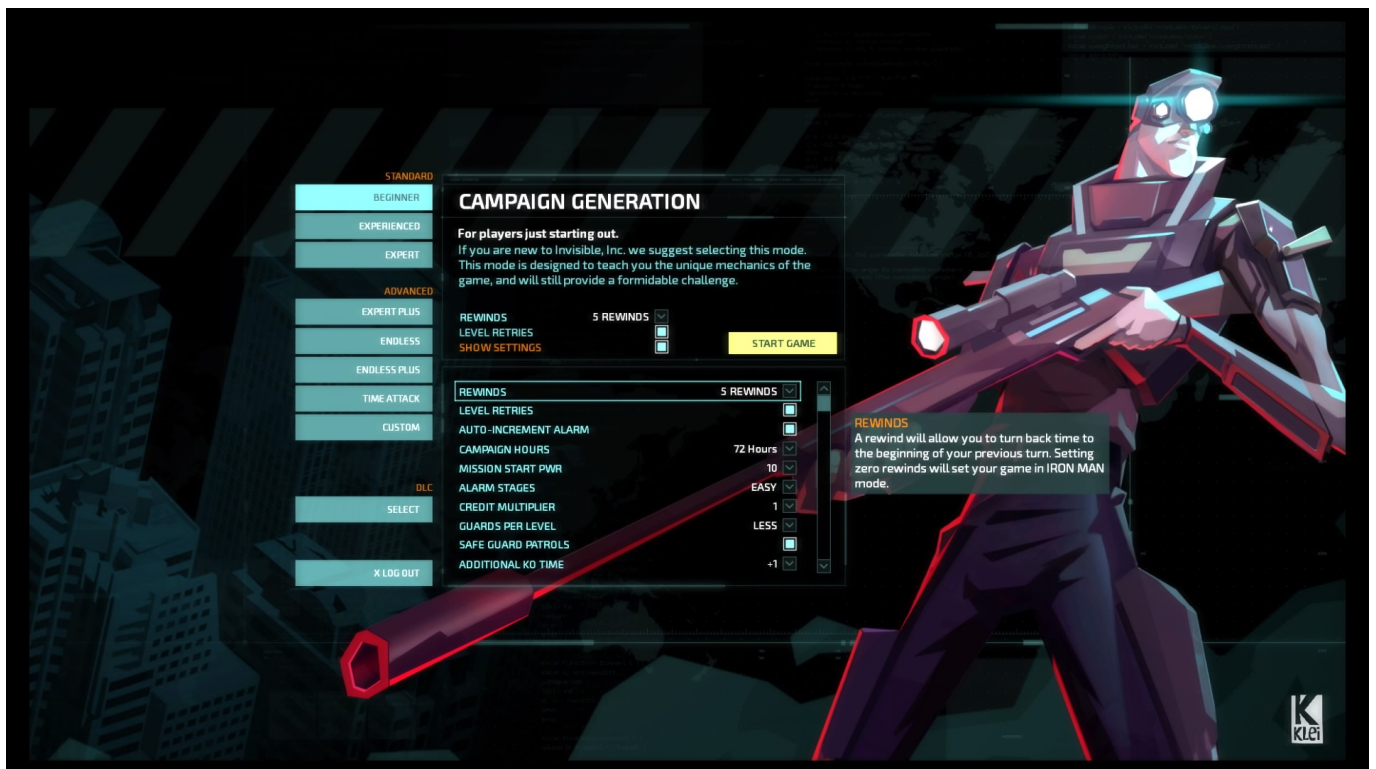 STANDARD
BEGINNER
EXPERIENCED
EXPERT
ADVANCED
EXPERT PLUS
ENDLESS
ENDLESS PLUS
TIME ATTACK
CUSTOM
DLC
SELECT
X LOG OUT
CAMPAIGN GENERATION
For players just starting out.
If you are new to Invisible, Inc. we suggest selecting this mode.
This mode is designed to teach you the unique mechanics of the
game, and will still provide a formidable challenge.
REWINDS 5 REWINDS
LEVEL RETRIES
SHOW SETTINGS
START GAME
REWINDS 5 REWINDS
LEVEL RETRIES
AUTO-INCREMENT ALARM
CAMPAIGN HOURS 72 Hours
MISSION START PWR 10
ALARM STAGES EASY
CREDIT MULTIPLIER 1
GUARDS PER LEVEL LESS
SAFE GUARD PATROLS
ADDITIONAL KO TIME +1
REWINDS
A rewind will allow you to turn back time to
the beginning of your previous turn. Setting
zero rewinds will set your game in IRON MAN
mode.
K
KLei